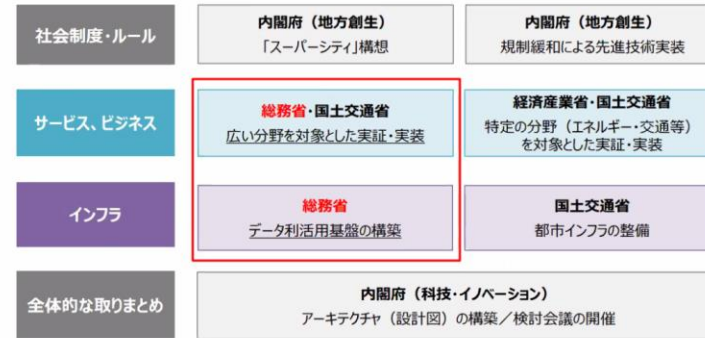 社会制度・ルール
内閣府（地方創生）
「スーパーシティ」構想
内閣府（地方創生）
規制緩和による先進技術実装
サービス、ビジネス
総務省・国土交通省
広い分野を対象とした実証・実装
経済産業省・国土交通省
特定の分野（エネルギー・交通等）
を対象とした実証・実装
インフラ
総務省
データ利活用基盤の構築
国土交通省
都市インフラの整備
全体的な取りまとめ
内閣府（科技・イノベーション）
アーキテクチャ（設計図）の構築／検討会議の開催